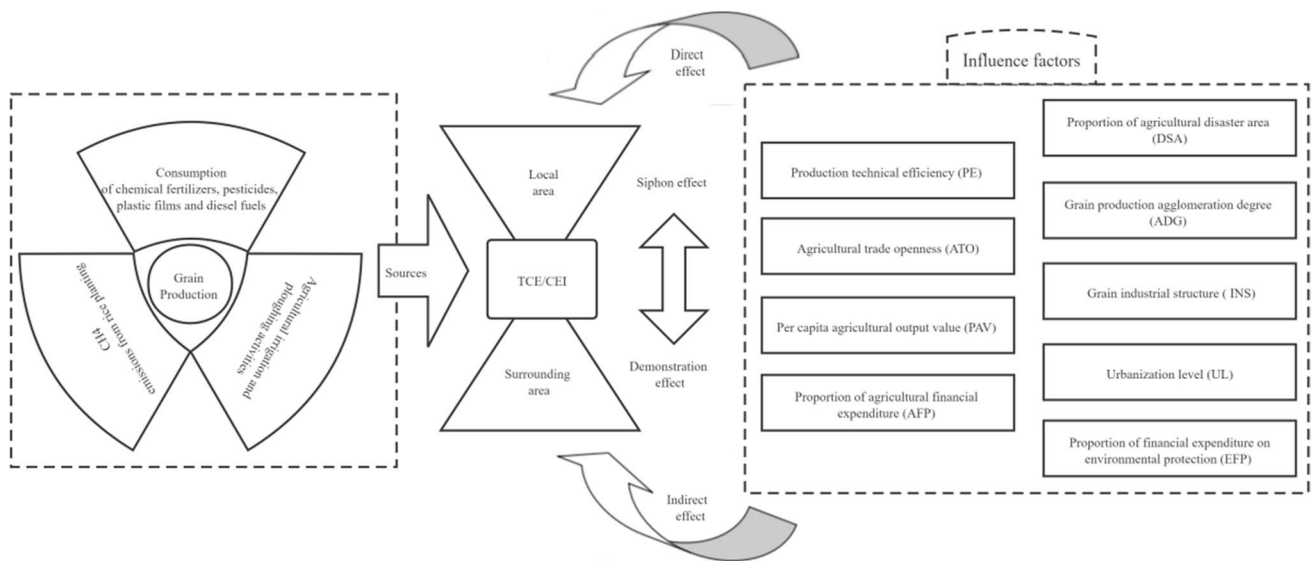 Consumption
of chemical fertilizers, pesticides,
plastic films and diesel fuels
Grain
Production
CH4
emissions from rice planting
Agricultural irrigation and
ploughing activities
Sources
Local
area
TCE/CEI
Surrounding
area
Direct
effect
Siphon effect
Demonstration
effect
Indirect
effect
Influence factors
Production technical efficiency (PE)
Agricultural trade openness (ATO)
Per capita agricultural output value (PAV)
Proportion of agricultural financial
expenditure (AFP)
Proportion of agricultural disaster area
(DSA)
Grain production agglomeration degree
(ADG)
Grain industrial structure ( INS)
Urbanization level (UL)
Proportion of financial expenditure on
environmental protection (EFP)